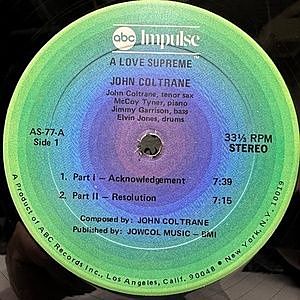 abc Impulse
A LOVE SUPREME
JOHN COLTRANE
John Coltrane, tenor sax
McCoy Tyner, piano
Jimmy Garrison, bass
Elvin Jones, drums
AS-77-A
Side 1
33⅓ RPM
STEREO
1. Part I — Acknowledgement 7:39
2. Part II — Resolution 7:15
Composed by: JOHN COLTRANE
Published by: JOWCOL MUSIC - BMI
A Product of ABC Records Inc., Los Angeles, Calif. 90048 • New York, N.Y. 10019